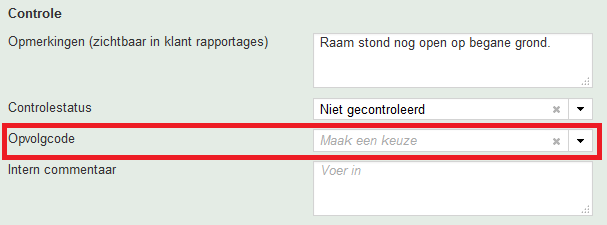 Controle
Opmerkingen (zichtbaar in klant rapportages)
Raam stond nog open op begane grond.
Controlestatus
Niet gecontroleerd
Opvolgcode
Maak een keuze
Intern commentaar
Voer in